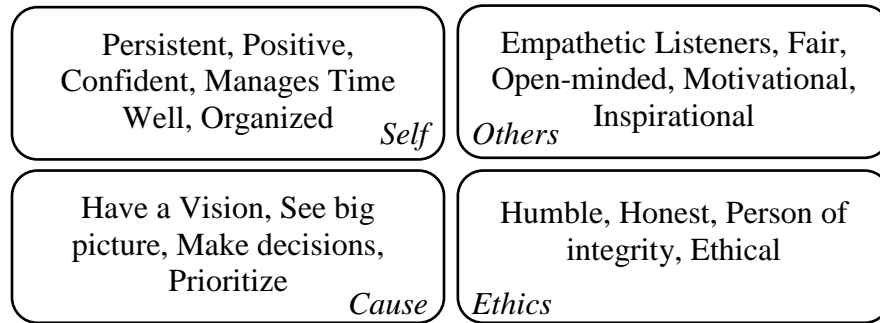 Persistent, Positive,
Confident, Manages Time
Well, Organized
Self
Empathetic Listeners, Fair,
Open-minded, Motivational,
Inspirational
Others
Have a Vision, See big
picture, Make decisions,
Prioritize
Cause
Humble, Honest, Person of
integrity, Ethical
Ethics